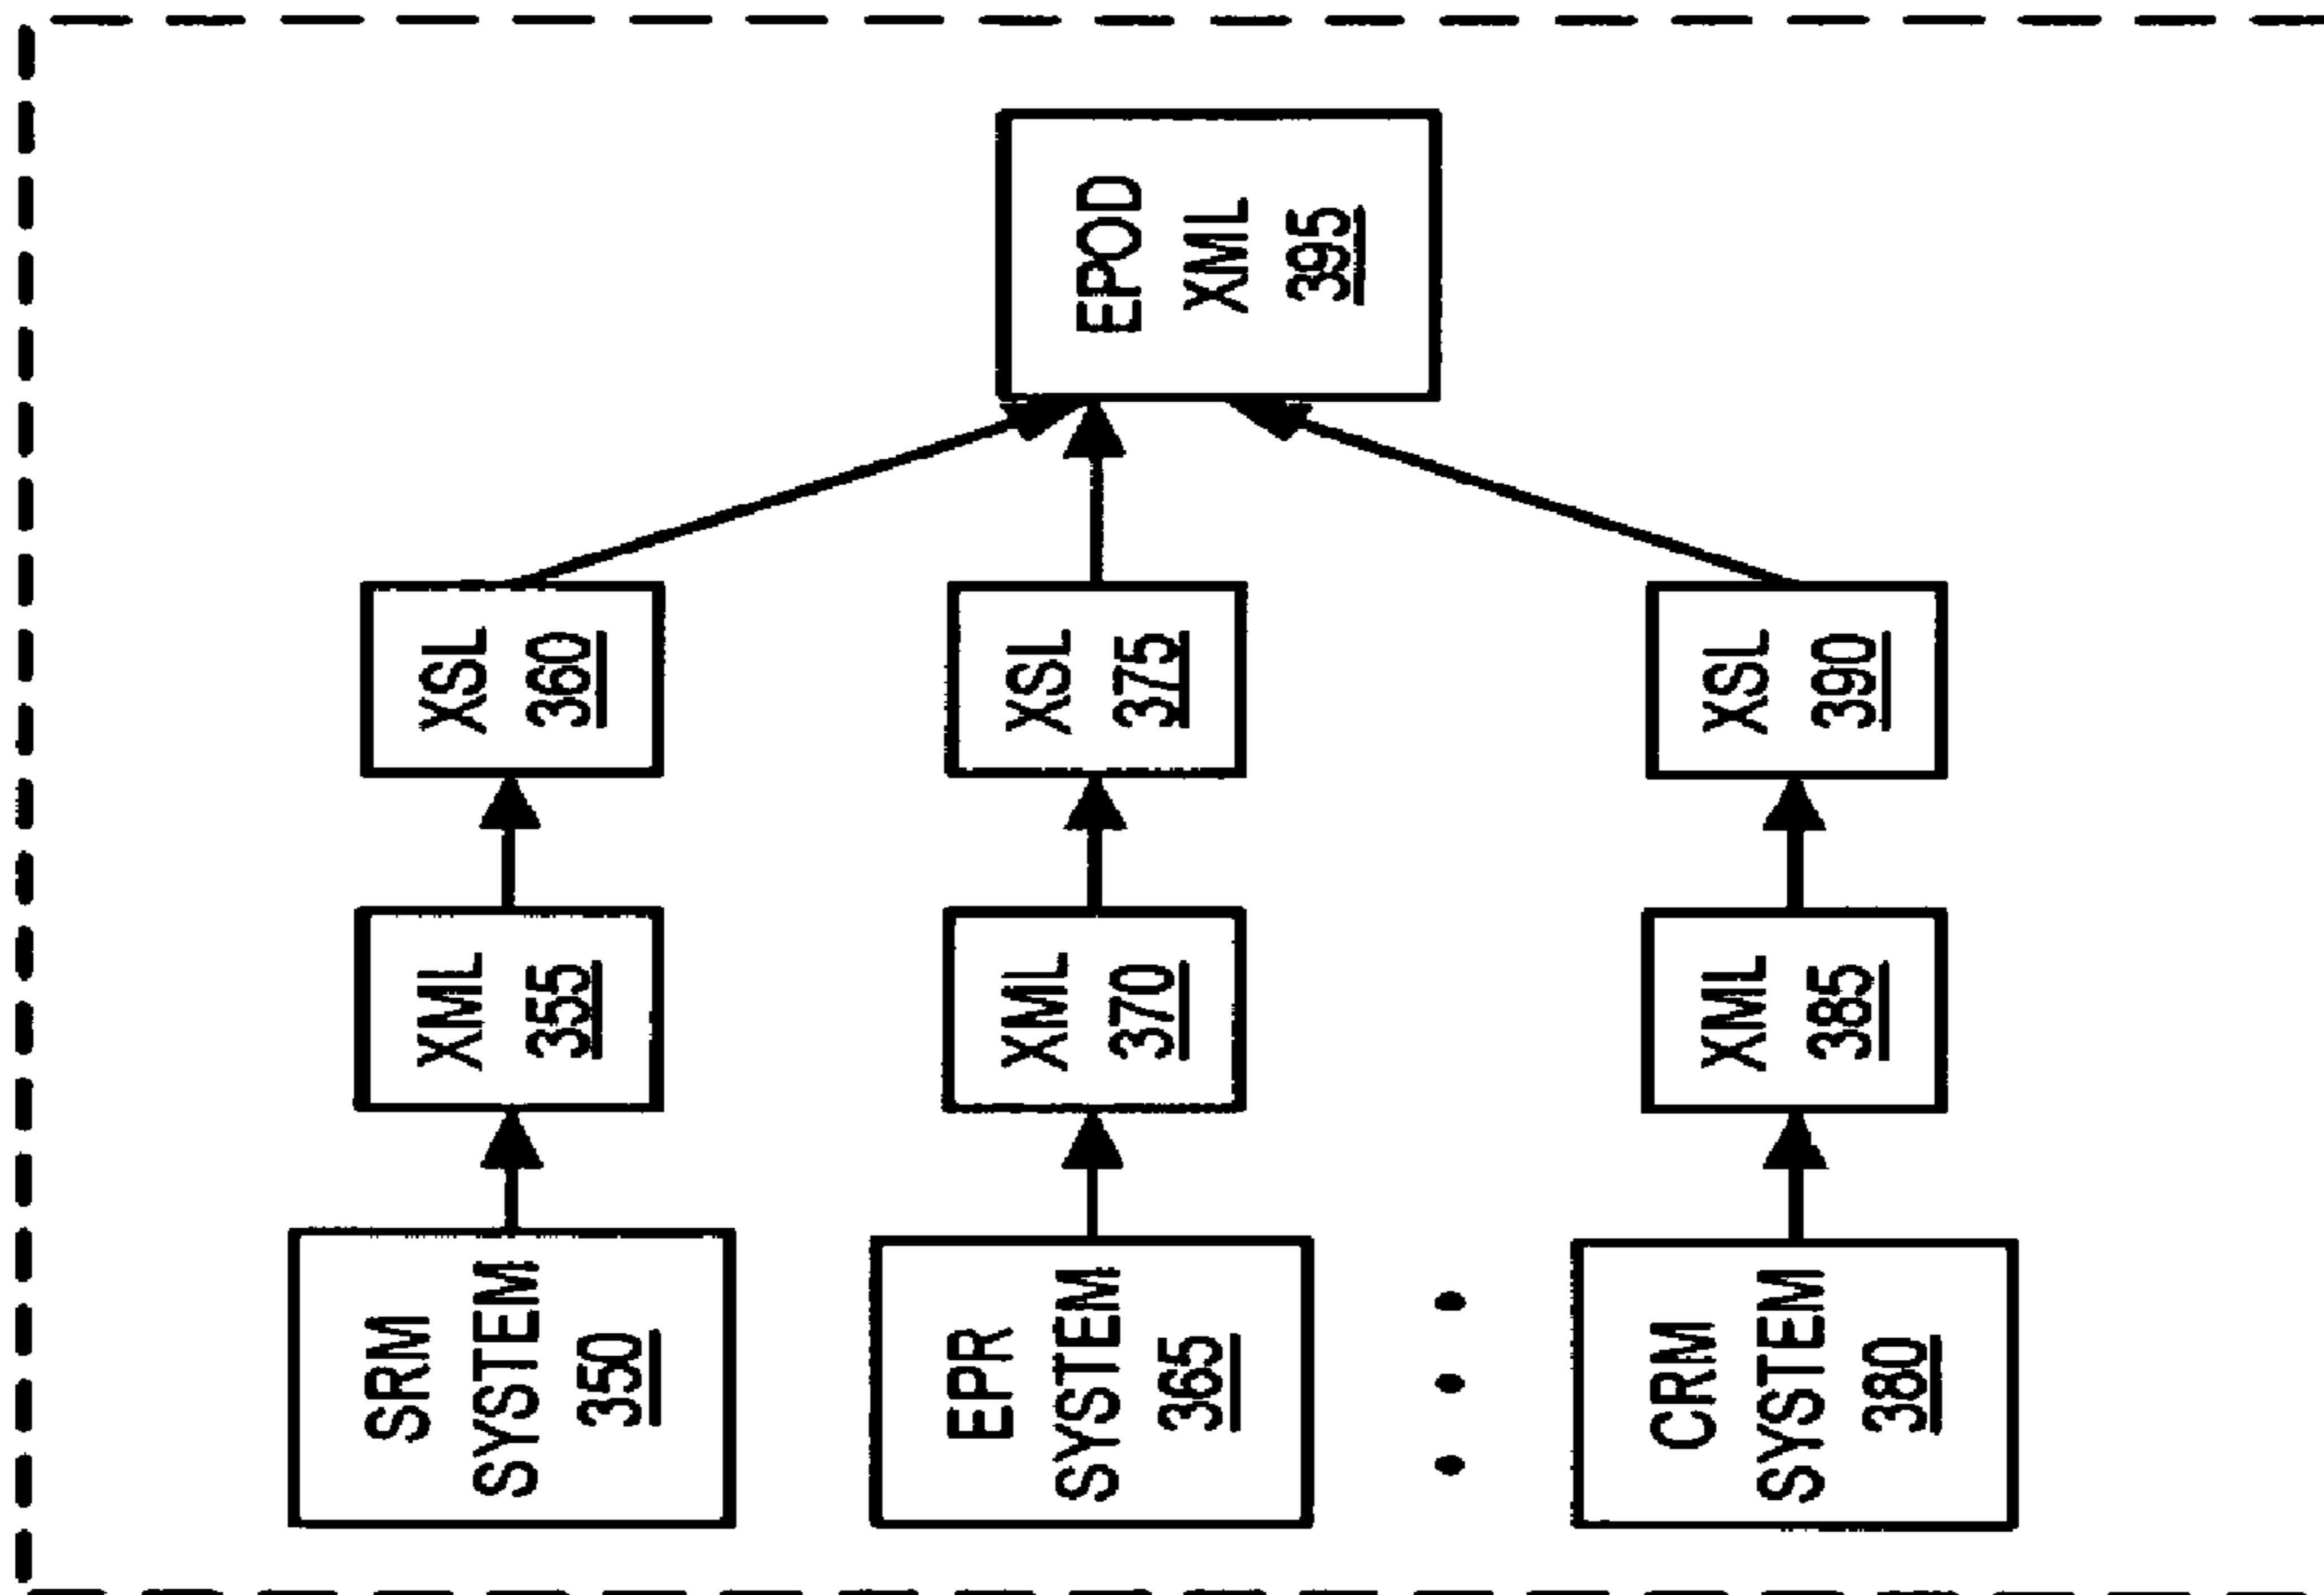 SRM
SYSTEM
350
XML
355
XSL
360
EPR
SYSTEM
365
XML
370
XSL
375
CRM
SYSTEM
380
XML
385
XSL
390
EPOD
XML
395